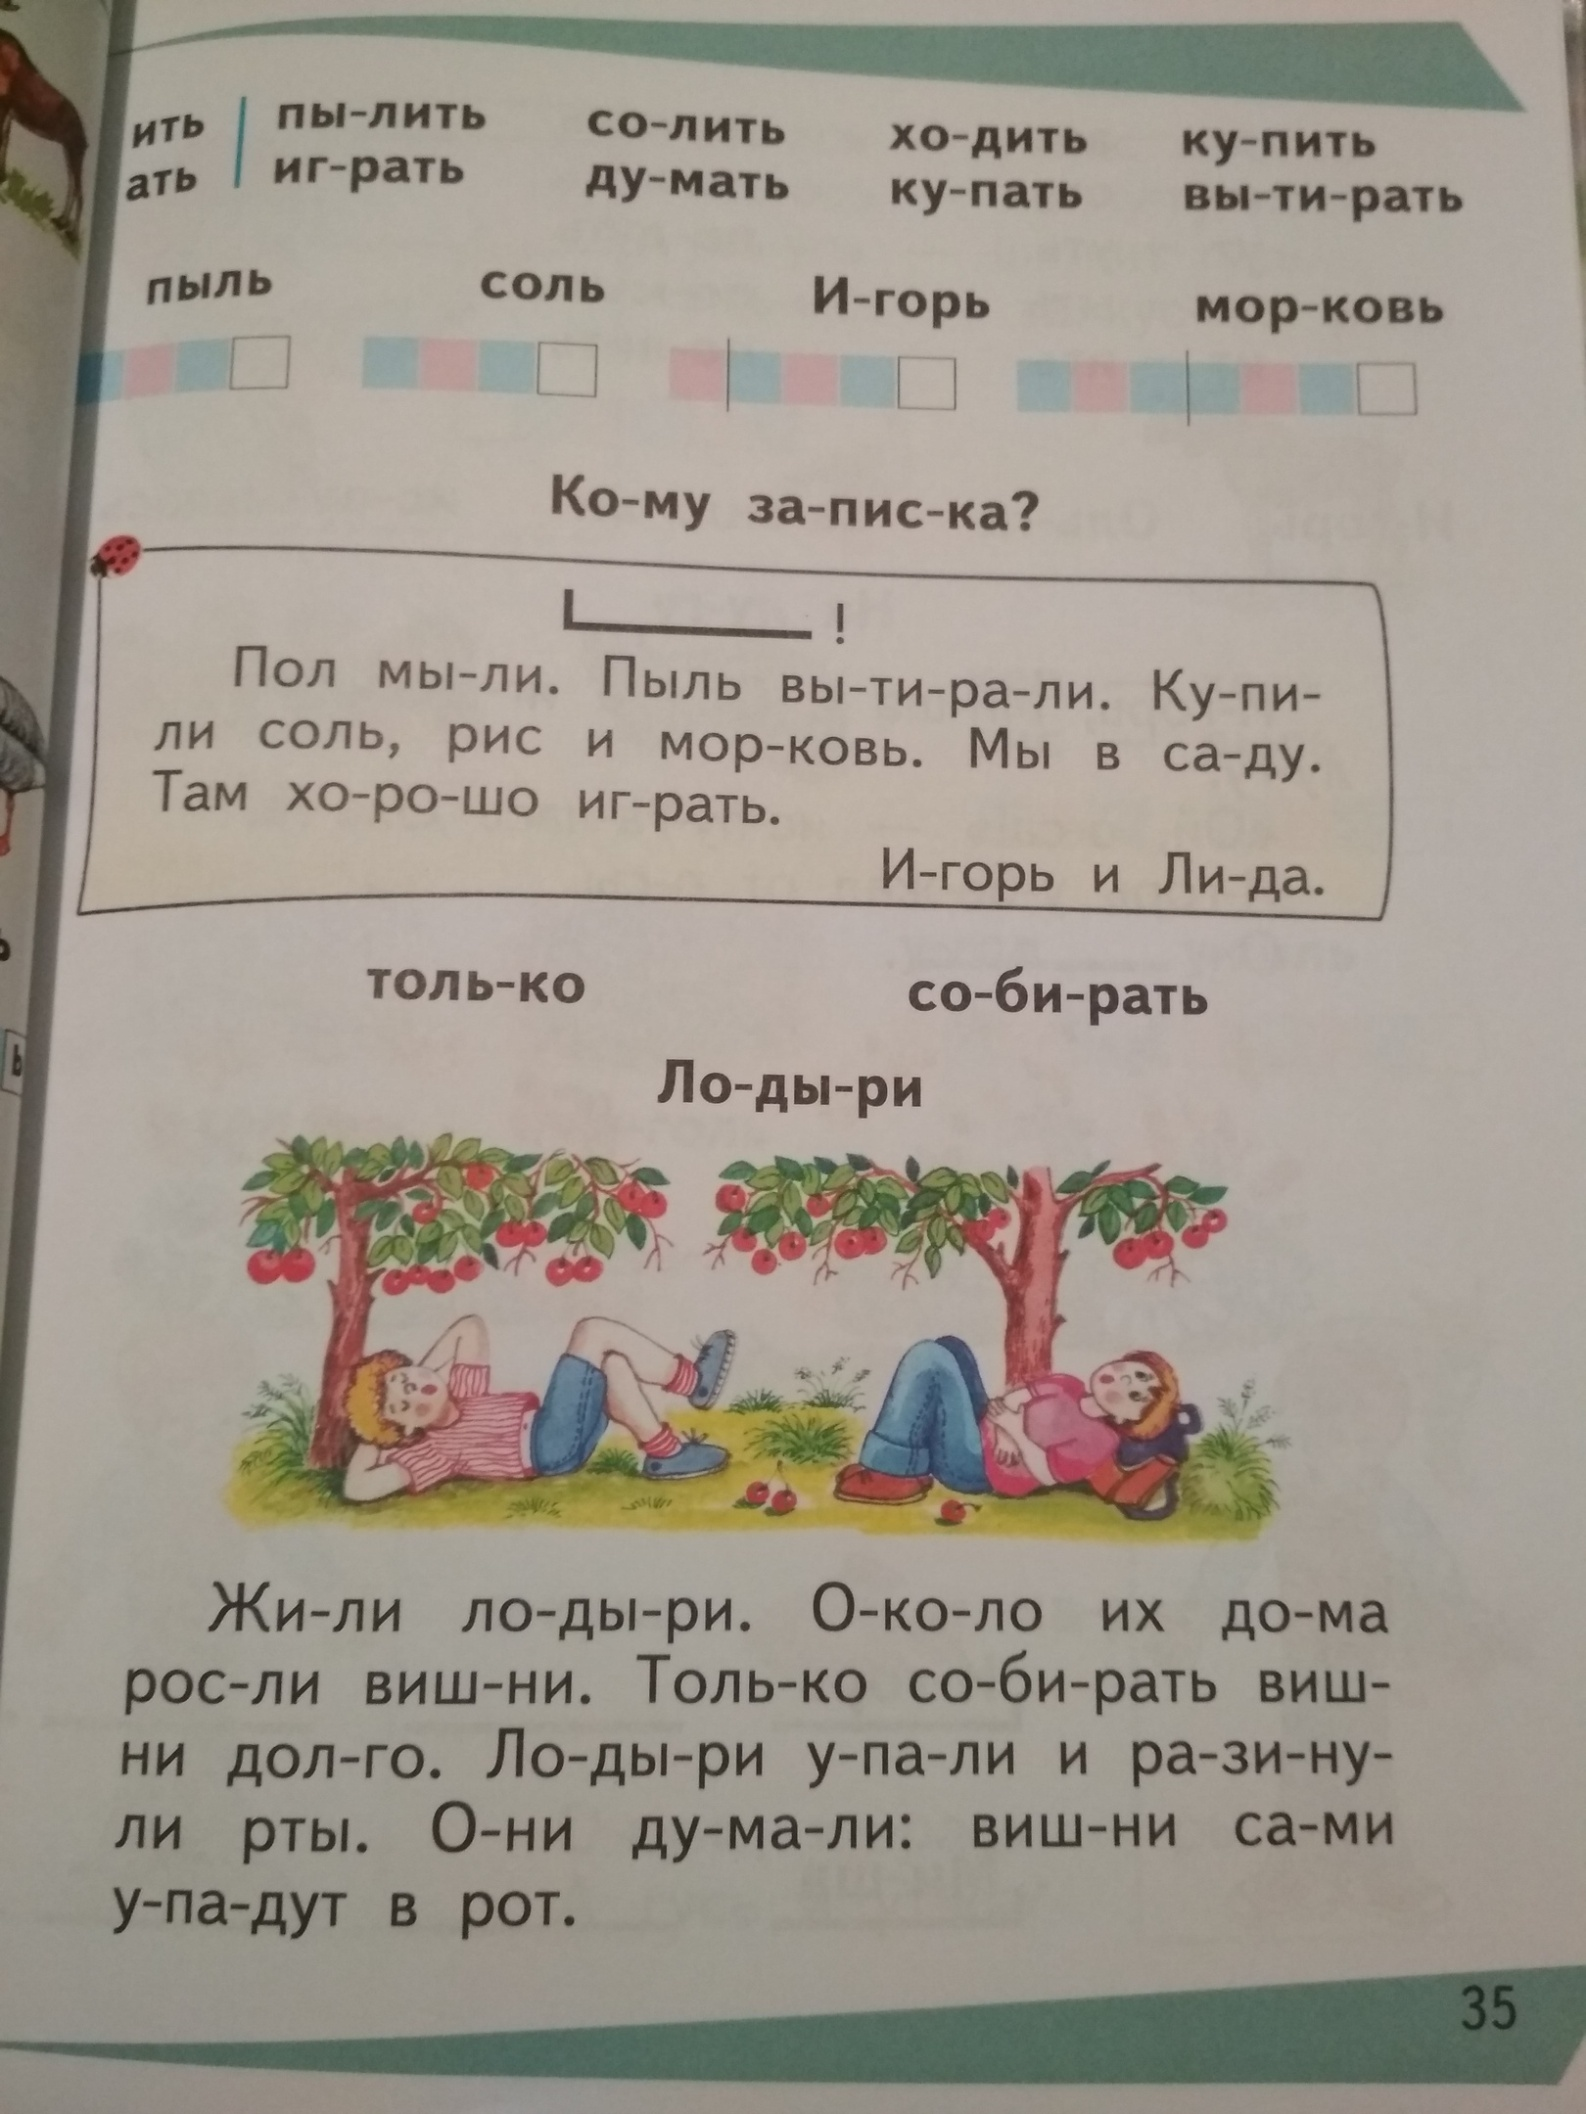 ить пы-лить со-лить хо-дить ку-пить
ать иг-рать ду-мать ку-пать вы-ти-рать
пыль соль И-горь мор-ковь
Ко-му за-пис-ка?
!
Пол мы-ли. Пыль вы-ти-ра-ли. Ку-пи-
ли соль, рис и мор-ковь. Мы в са-ду.
Там хо-ро-шо иг-рать.
И-горь и Ли-да.
толь-ко со-би-рать
ь
Ло-ды-ри
Жи-ли ло-ды-ри. О-ко-ло их до-ма
рос-ли виш-ни. Толь-ко со-би-рать виш-
ни дол-го. Ло-ды-ри у-па-ли и ра-зи-ну-
ли рты. О-ни ду-ма-ли: виш-ни са-ми
у-па-дут в рот.
35